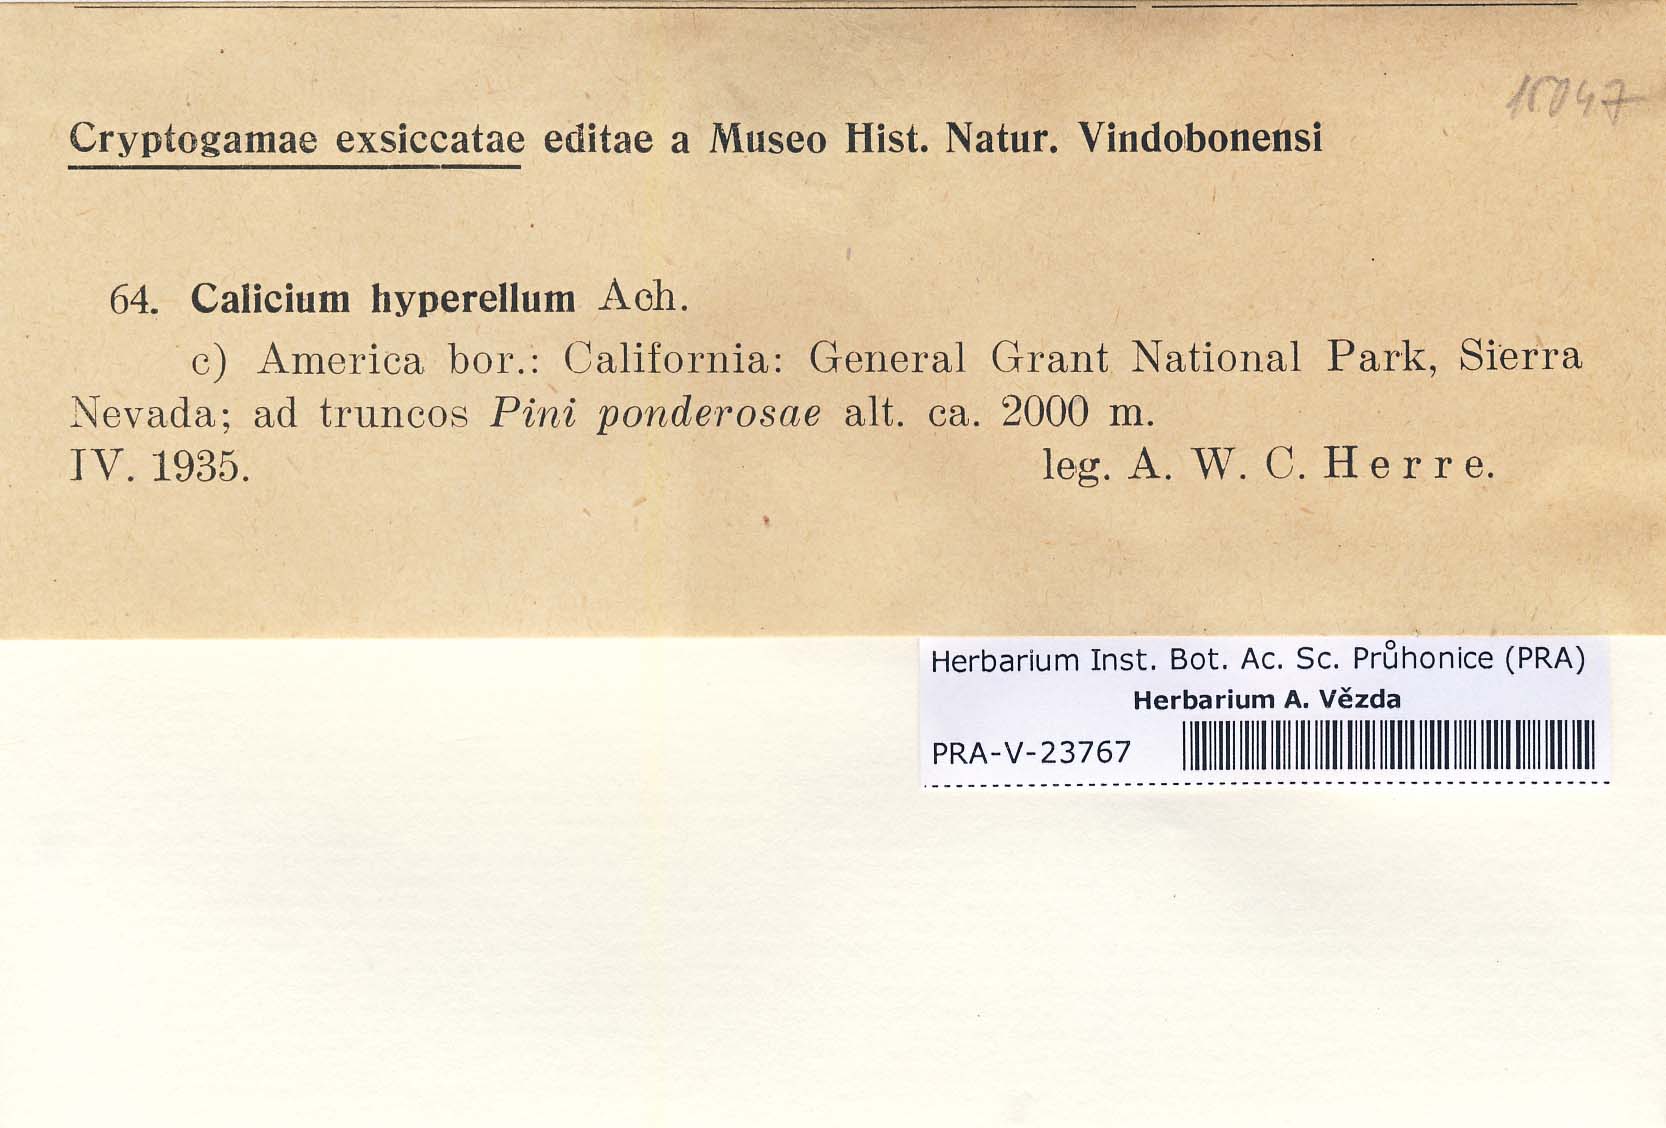 15047
Cryptogamae exsiccatae editae a Museo Hist. Natur. Vindobonensi
64. Calicium hyperellum Ach.
c) America bor.: California: General Grant National Park, Sierra
Nevada; ad truncos Pini ponderosae alt. ca. 2000 m.
IV. 1935. leg. A. W. C. Herre.
Herbarium Inst. Bot. Ac. Sc. Průhonice (PRA)
Herbarium A. Vězda
PRA-V-23767